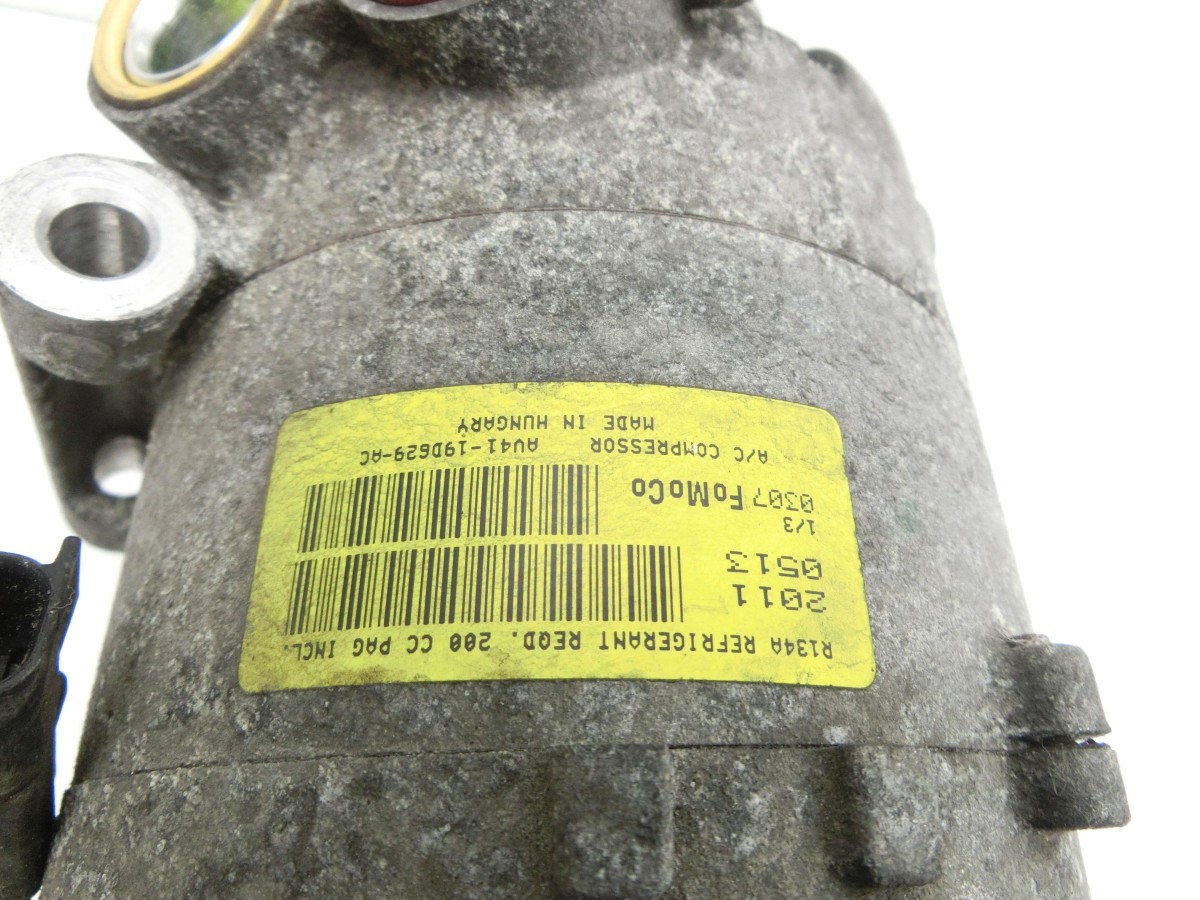 R134A REFRIGERANT REQD. 200 CC PAG INCL.
2011
0513
1/3
0307 FoMoCo
A/C COMPRESSOR AV41-19D629-AC
MADE IN HUNGARY